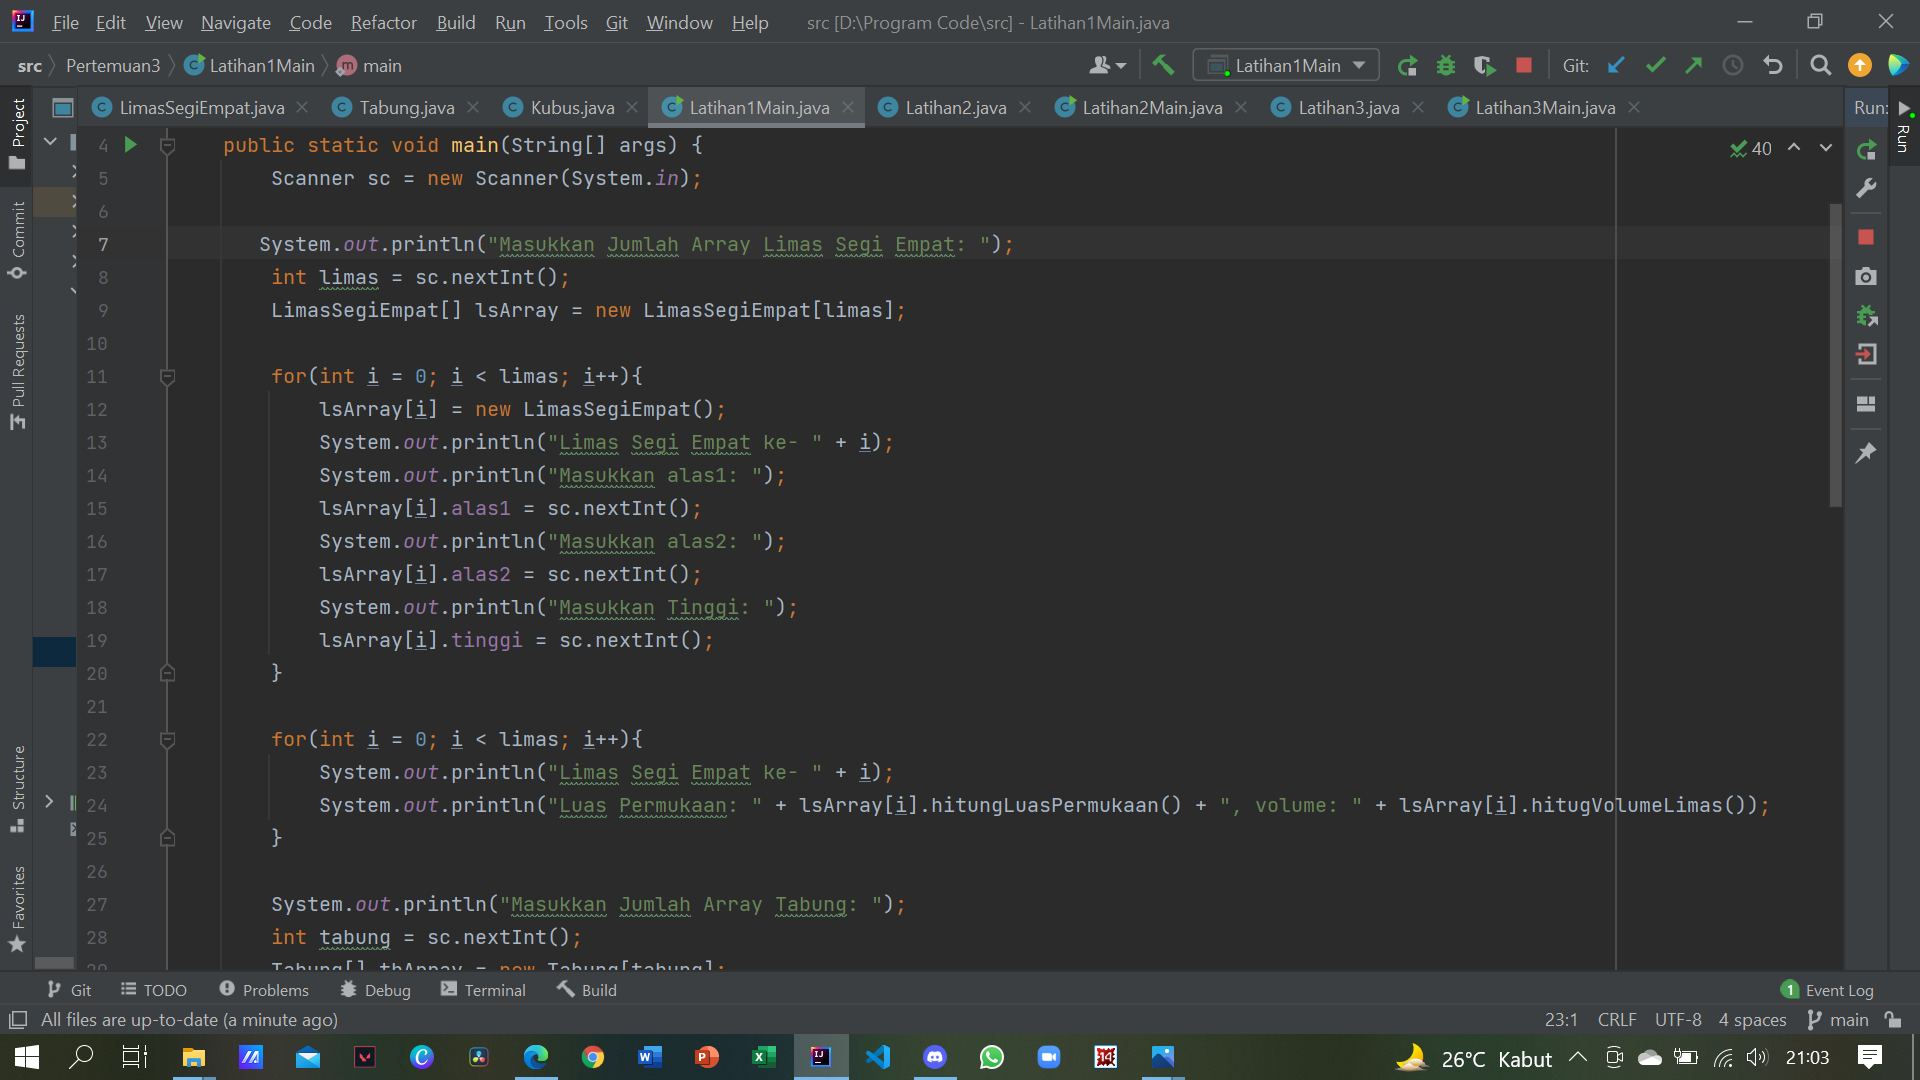 File Edit View Navigate Code Refactor Build Run Tools Git Window Help src [D:\Program Code\src] - Latihan1Main.java
src Pertemuan3 Latihan1Main main Latihan1Main Git:
LimasSegiEmpat.java Tabung.java Kubus.java Latihan1Main.java Latihan2.java Latihan2Main.java Latihan3.java Latihan3Main.java Run:
Project
Commit
Pull Requests
Structure
Favorites
Run
40
4 public static void main(String[] args) {
5 Scanner sc = new Scanner(System.in);
6
7 System.out.println("Masukkan Jumlah Array Limas Segi Empat: ");
8 int limas = sc.nextInt();
9 LimasSegiEmpat[] lsArray = new LimasSegiEmpat[limas];
10
11 for(int i = 0; i < limas; i++){
12 lsArray[i] = new LimasSegiEmpat();
13 System.out.println("Limas Segi Empat ke- " + i);
14 System.out.println("Masukkan alas1: ");
15 lsArray[i].alas1 = sc.nextInt();
16 System.out.println("Masukkan alas2: ");
17 lsArray[i].alas2 = sc.nextInt();
18 System.out.println("Masukkan Tinggi: ");
19 lsArray[i].tinggi = sc.nextInt();
20 }
21
22 for(int i = 0; i < limas; i++){
23 System.out.println("Limas Segi Empat ke- " + i);
24 System.out.println("Luas Permukaan: " + lsArray[i].hitungLuasPermukaan() + ", volume: " + lsArray[i].hitugVolumeLimas());
25 }
26
27 System.out.println("Masukkan Jumlah Array Tabung: ");
28 int tabung = sc.nextInt();
Git TODO Problems Debug Terminal Build 1 Event Log
All files are up-to-date (a minute ago) 23:1 CRLF UTF-8 4 spaces main
26°C Kabut 21:03